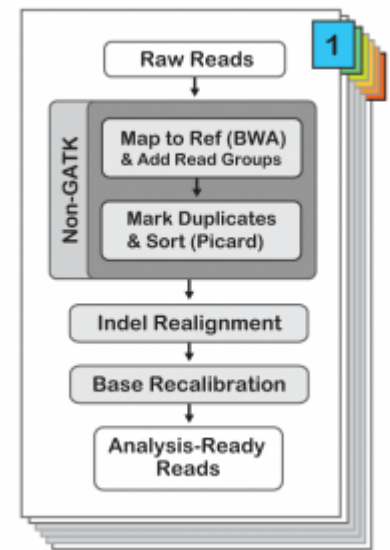 1
Raw Reads
Non-GATK
Map to Ref (BWA)
& Add Read Groups
Mark Duplicates
& Sort (Picard)
Indel Realignment
Base Recalibration
Analysis-Ready
Reads